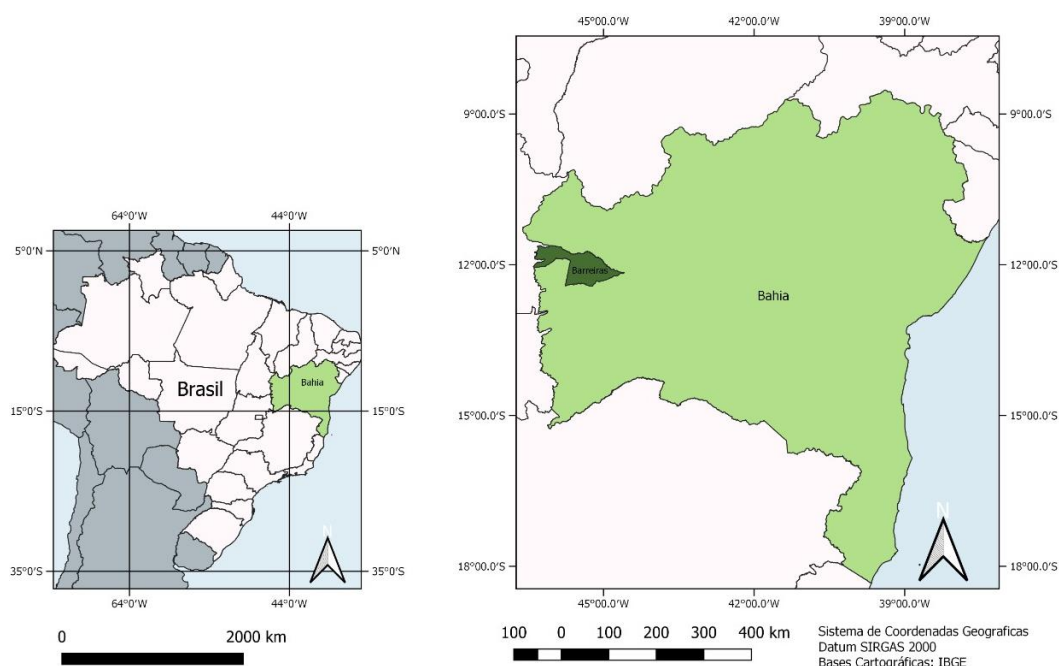 64°0'W 44°0'W
5°0'N 5°0'N
Bahia
Brasil
15°0'S 15°0'S
N
35°0'S 35°0'S
64°0'W 44°0'W
0 2000 km
45°00.0'W 42°00.0'W 39°00.0'W
9°00.0'S 9°00.0'S
12°00.0'S 12°00.0'S
Barreiras
Bahia
15°00.0'S 15°00.0'S
N
18°00.0'S 18°00.0'S
45°00.0'W 42°00.0'W 39°00.0'W
100 0 100 200 300 400 km
Sistema de Coordenadas Geograficas
Datum SIRGAS 2000
Bases Cartográficas: IBGE